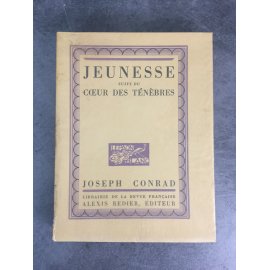 JEUNESSE
SUIVI DU
CŒUR DES TÉNÈBRES
JOSEPH CONRAD
LIBRAIRIE DE LA REVUE FRANÇAISE
ALEXIS REDIER, ÉDITEUR